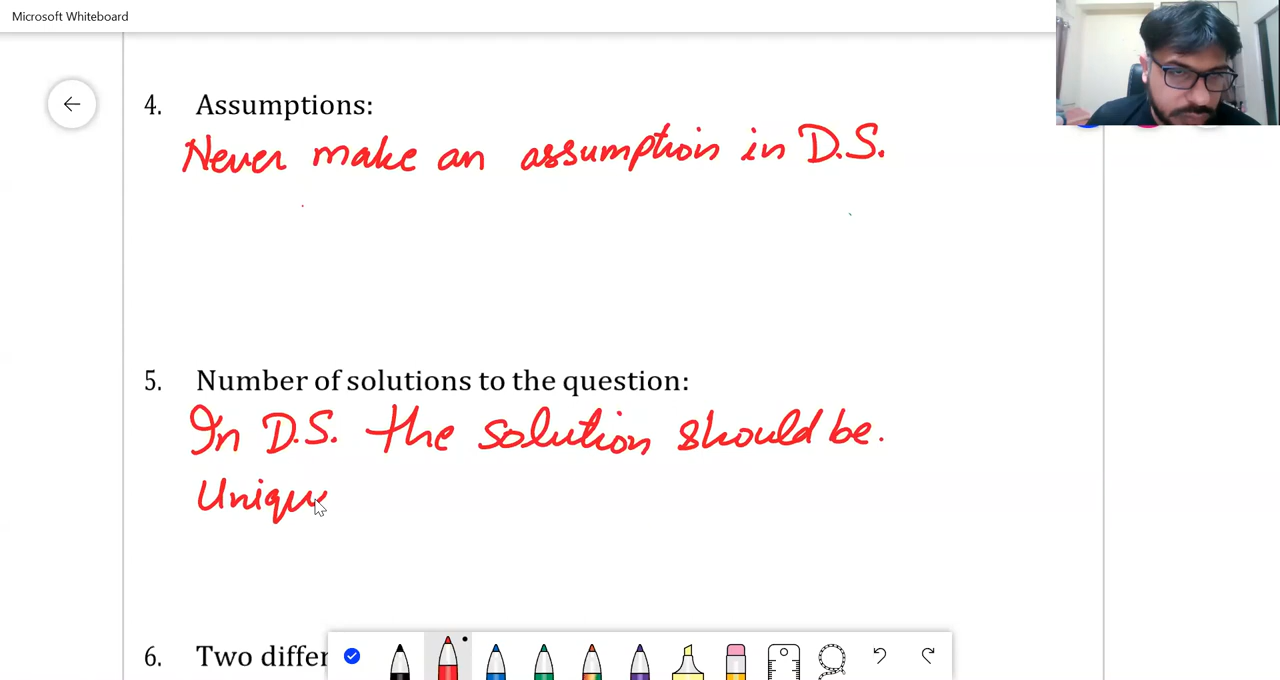 Microsoft Whiteboard
4. Assumptions:
Never make an assumption in D.S.
5. Number of solutions to the question:
In D.S. the solution should be.
Uniqu
6. Two differ